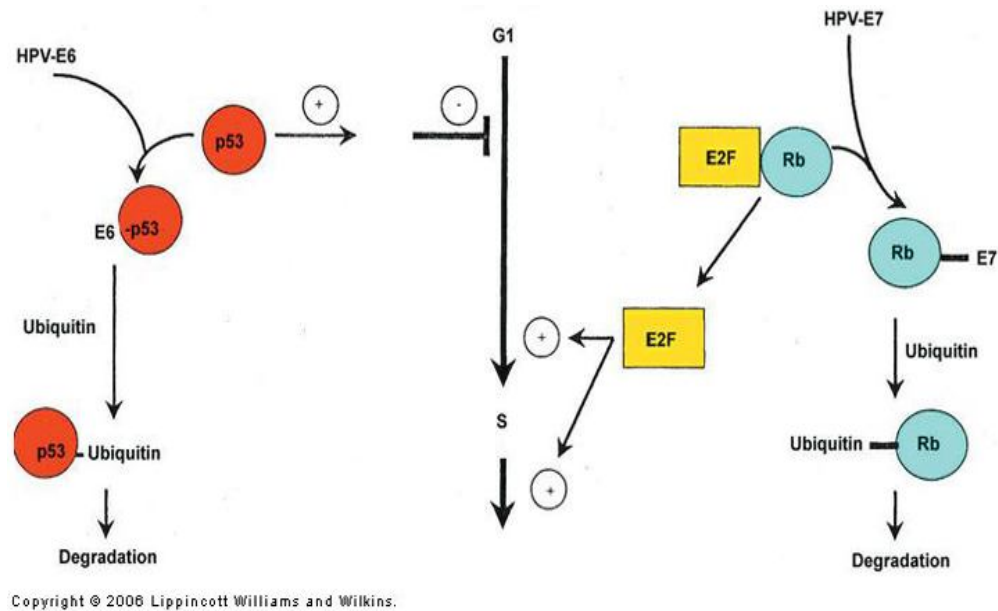 HPV-E6
G1
HPV-E7
+
-
p53
E2F
Rb
E6
-p53
Rb
E7
Ubiquitin
+
E2F
Ubiquitin
S
p53
Ubiquitin
Ubiquitin
Rb
+
Degradation
Degradation
Copyright © 2006 Lippincott Williams and Wilkins.